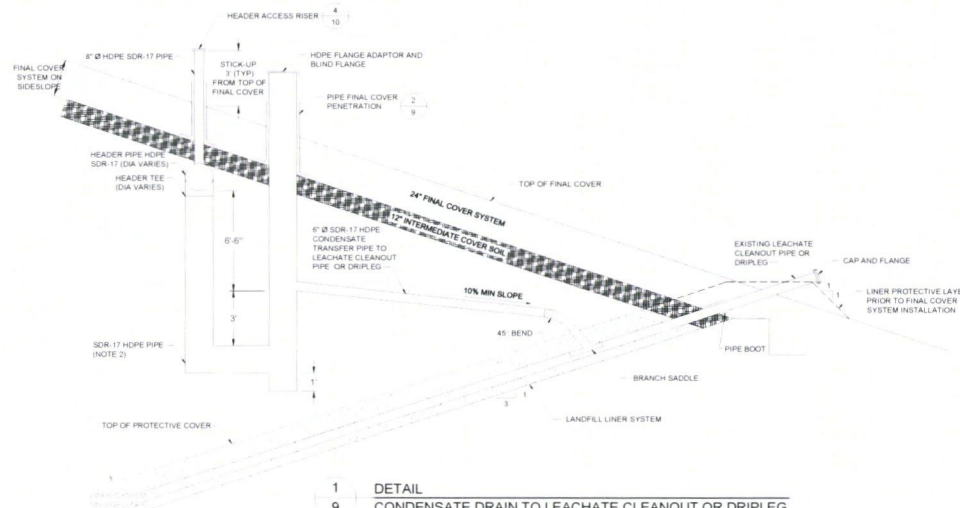 HEADER ACCESS RISER
4
10
8" Ø HDPE SDR-17 PIPE
STICK-UP
3' (TYP)
FROM TOP OF
FINAL COVER
HDPE FLANGE ADAPTOR AND
BLIND FLANGE
FINAL COVER
SYSTEM ON
SIDESLOPE
PIPE FINAL COVER
PENETRATION
2
9
HEADER PIPE HDPE
SDR-17 (DIA VARIES)
HEADER TEE
(DIA VARIES)
TOP OF FINAL COVER
24" FINAL COVER SYSTEM
12" INTERMEDIATE COVER SOIL
6'-6"
6" Ø SDR-17 HDPE
CONDENSATE
TRANSFER PIPE TO
LEACHATE CLEANOUT
PIPE OR DRIPLEG
EXISTING LEACHATE
CLEANOUT PIPE OR
DRIPLEG
CAP AND FLANGE
10% MIN SLOPE
LINER PROTECTIVE LAYE
PRIOR TO FINAL COVER
SYSTEM INSTALLATION
3'
45° BEND
SDR-17 HDPE PIPE
(NOTE 2)
PIPE BOOT
1'
BRANCH SADDLE
3
1
LANDFILL LINER SYSTEM
TOP OF PROTECTIVE COVER
1
9
DETAIL
CONDENSATE DRAIN TO LEACHATE CLEANOUT OR DRIPLEG